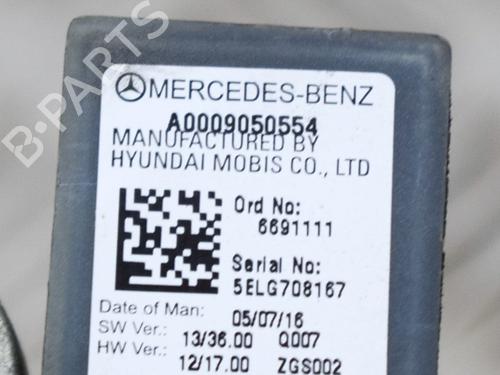 B-PARTS
MERCEDES-BENZ
A0009050554
MANUFACTURED BY
HYUNDAI MOBIS CO., LTD
Ord No:
6691111
Serial No:
5ELG708167
Date of Man: 05/07/16
SW Ver.: 13/36.00 Q007
HW Ver.: 12/17.00 ZGS002